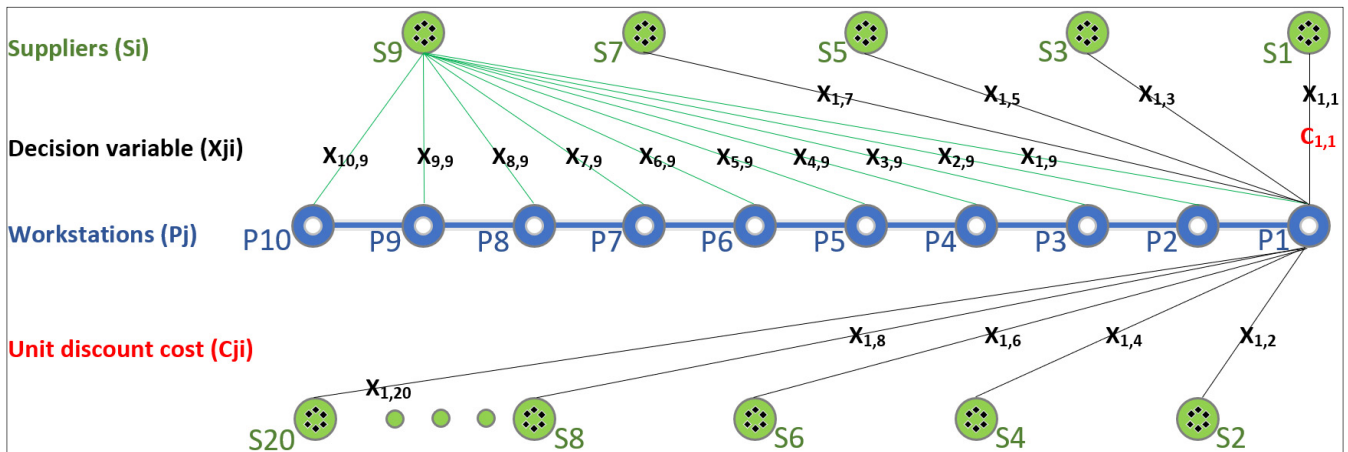 Suppliers (Si)
S9 S7 S5 S3 S1
X1,7 X1,5 X1,3 X1,1
C1,1
Decision variable (Xji)
X10,9 X9,9 X8,9 X7,9 X6,9 X5,9 X4,9 X3,9 X2,9 X1,9
Workstations (Pj)
P10 P9 P8 P7 P6 P5 P4 P3 P2 P1
Unit discount cost (Cji)
X1,8 X1,6 X1,4 X1,2
X1,20
S20 S8 S6 S4 S2